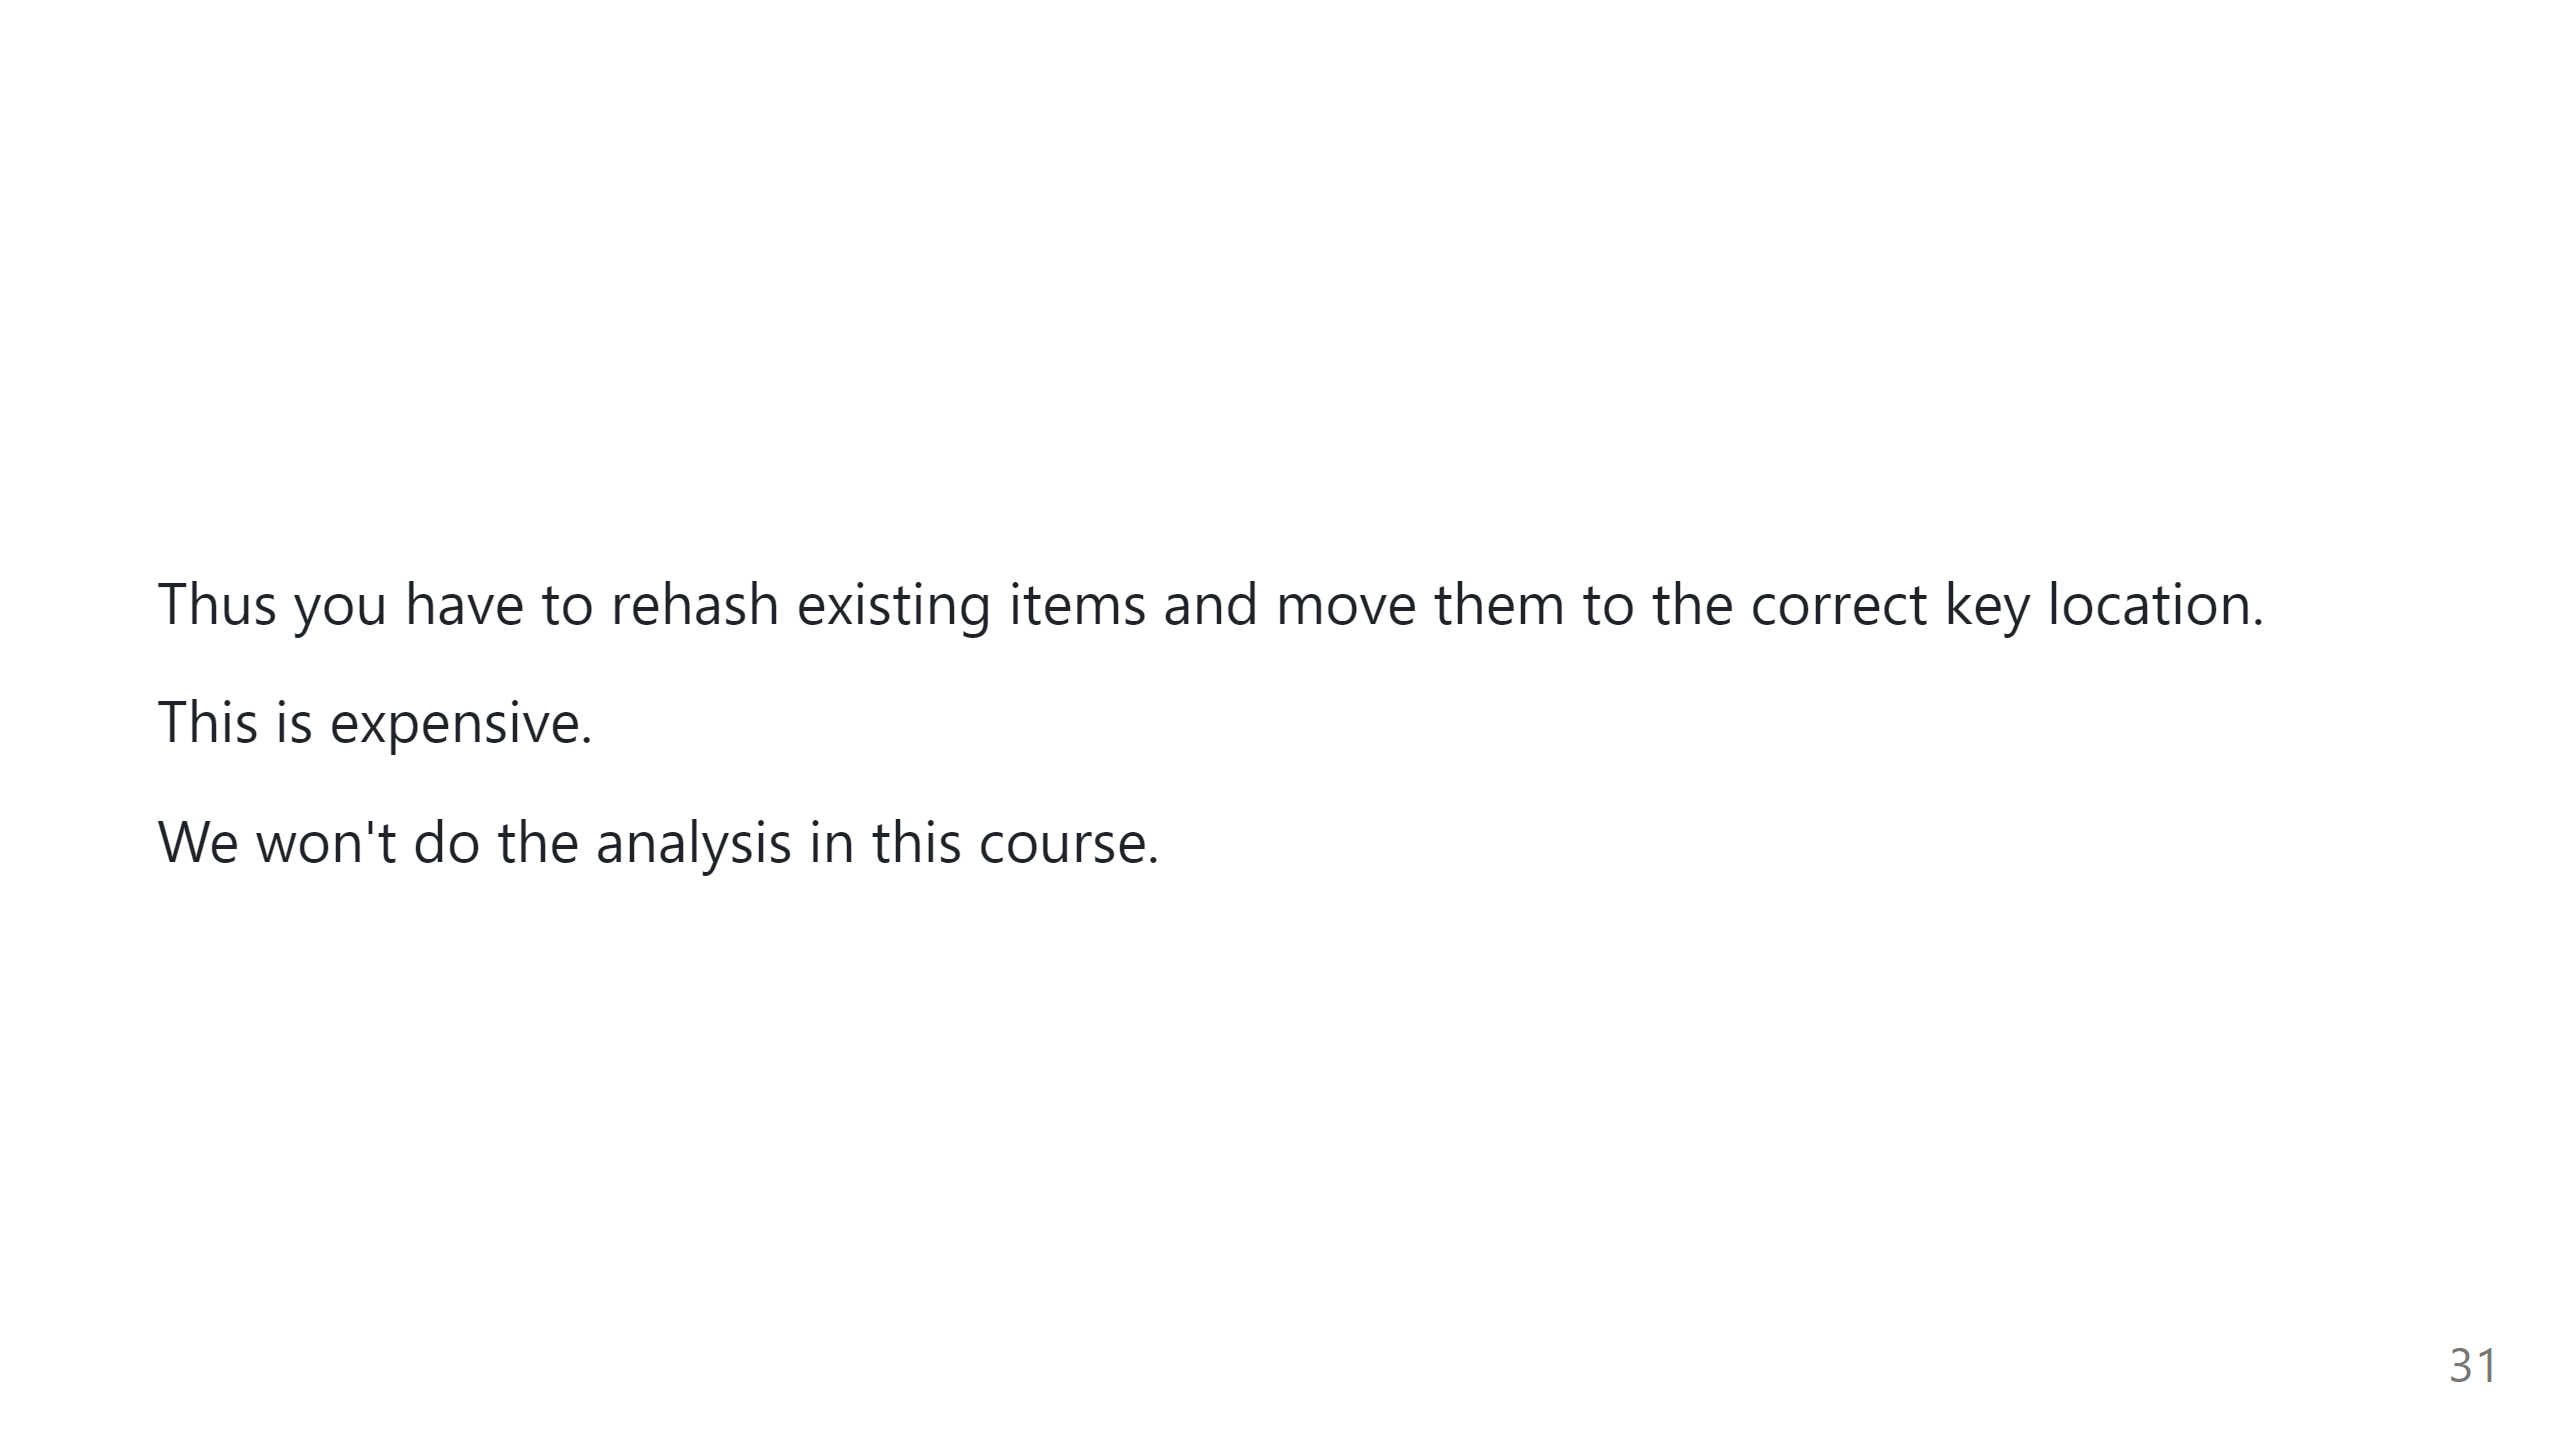 Thus you have to rehash existing items and move them to the correct key location.
This is expensive.
We won't do the analysis in this course.
31